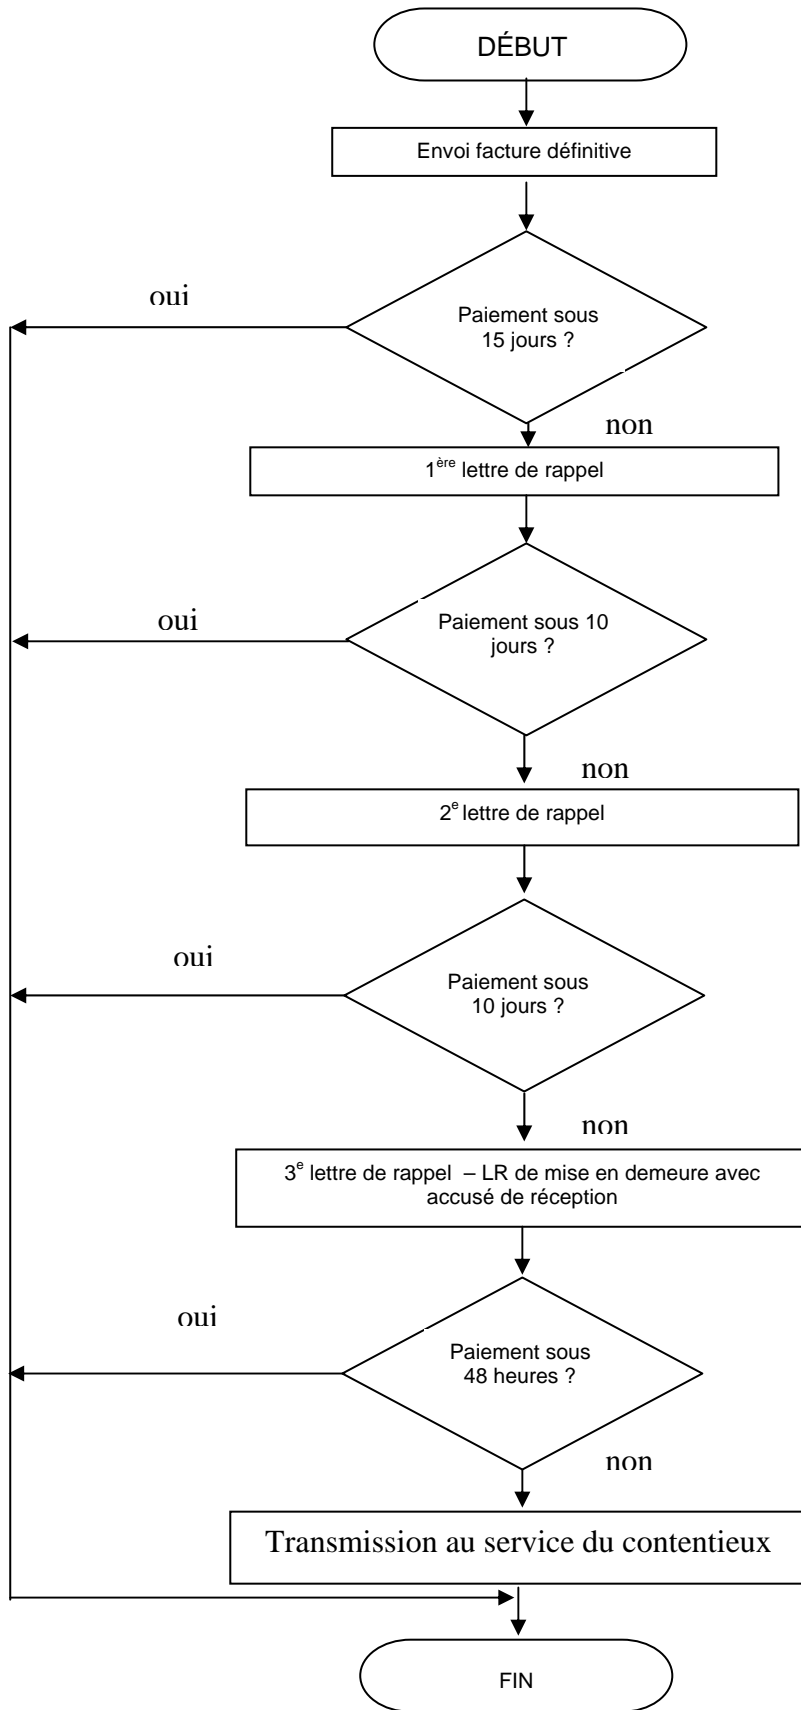 DÉBUT
Envoi facture définitive
oui
Paiement sous
15 jours ?
non
1ère lettre de rappel
oui
Paiement sous 10
jours ?
non
2e lettre de rappel
oui
Paiement sous
10 jours ?
non
3e lettre de rappel – LR de mise en demeure avec
accusé de réception
oui
Paiement sous
48 heures ?
non
Transmission au service du contentieux
FIN